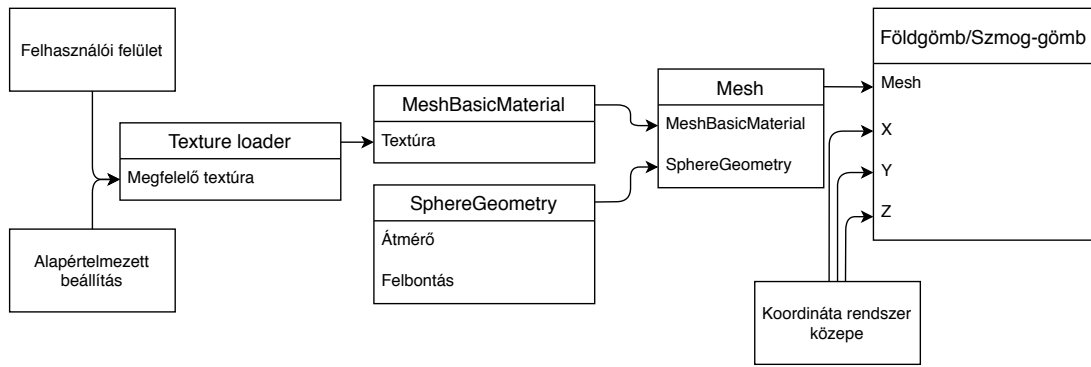 Felhasználói felület
Alapértelmezett
beállítás
Texture loader
Megfelelő textúra
MeshBasicMaterial
Textúra
SphereGeometry
Átmérő
Felbontás
Mesh
MeshBasicMaterial
SphereGeometry
Földgömb/Szmog-gömb
Mesh
X
Y
Z
Koordináta rendszer
közepe